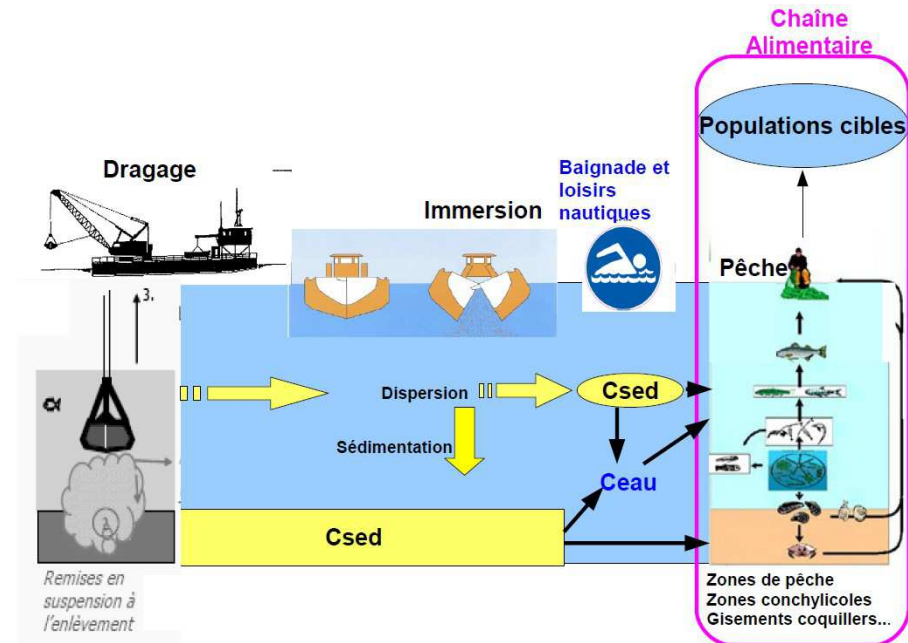 Chaîne
Alimentaire
Populations cibles
Dragage
Baignade et
loisirs
nautiques
Immersion
Pêche
3.
Dispersion
Csed
Sédimentation
Ceau
Csed
Remises en
suspension à
l'enlèvement
Zones de pêche
Zones conchylicoles
Gisements coquillers...